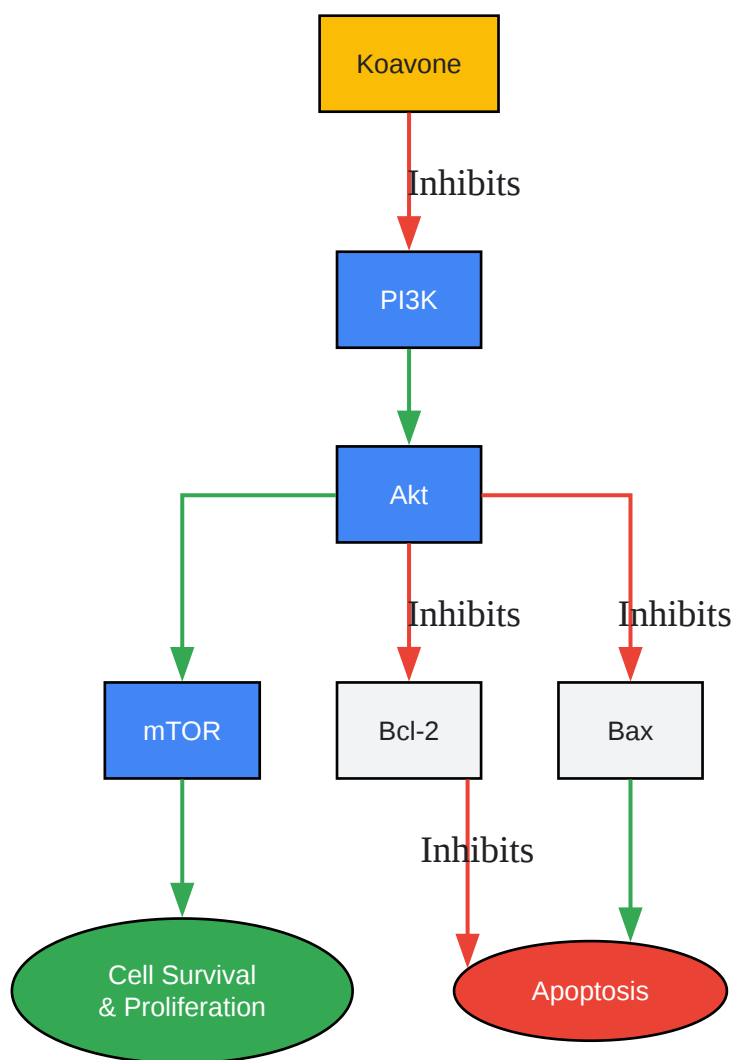 Koavone
Inhibits
PI3K
Akt
Inhibits
Inhibits
mTOR
Bcl-2
Bax
Inhibits
Cell Survival
& Proliferation
Apoptosis